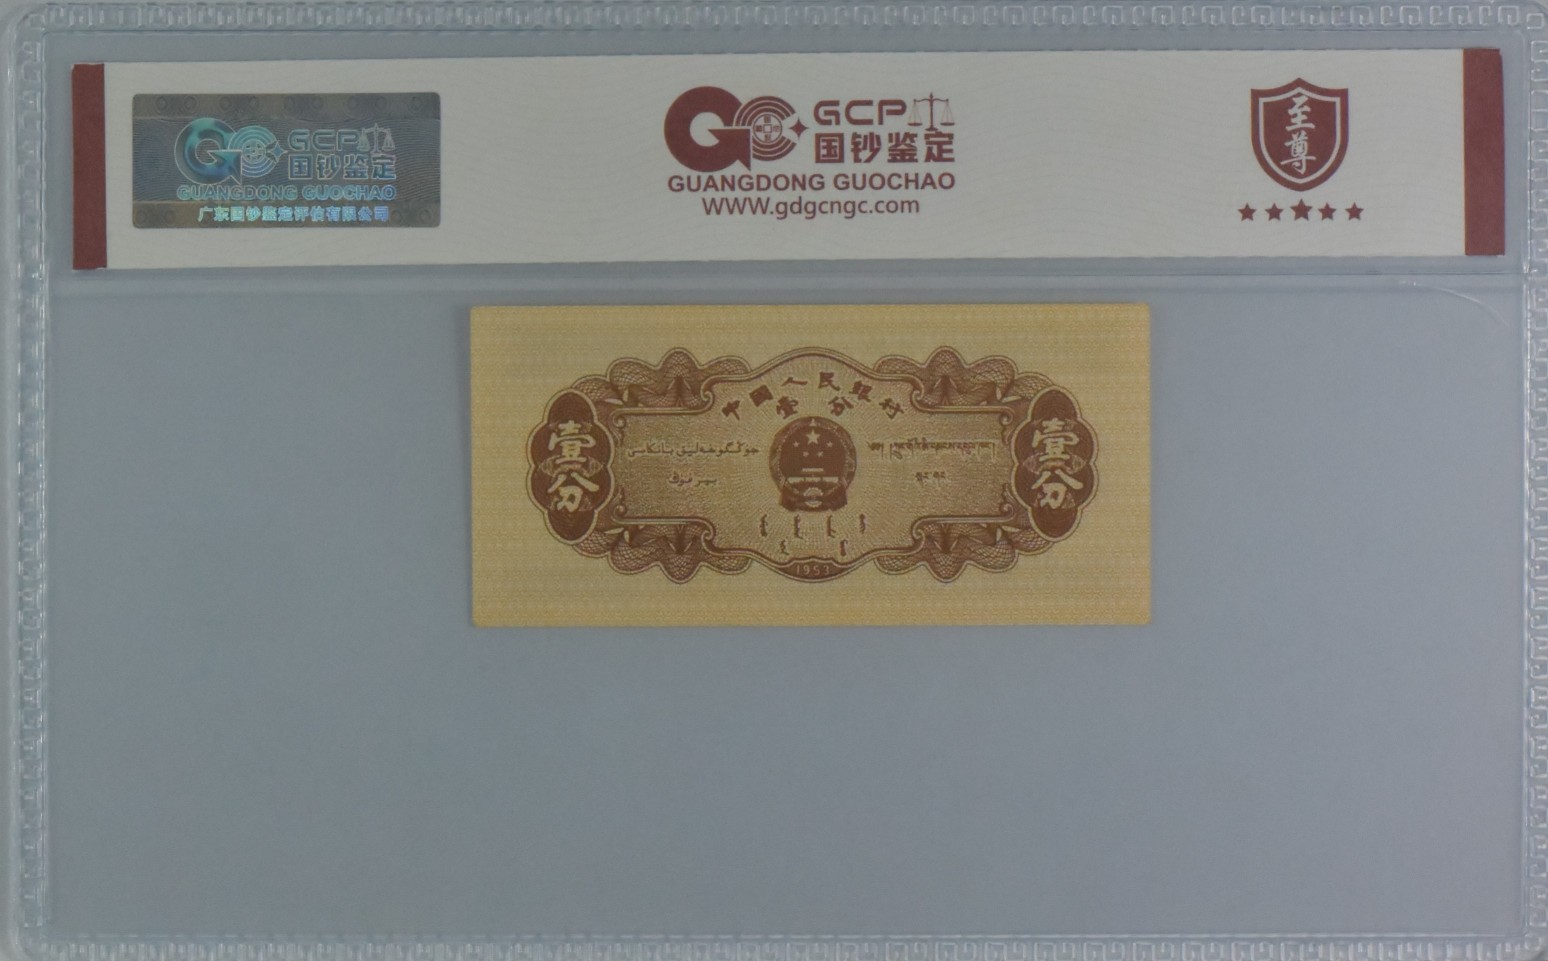 GCP
国钞鉴定
GUANGDONG GUOCHAO
广东国钞鉴定评估有限公司
GCP
国钞鉴定
GUANGDONG GUOCHAO
WWW.gdgcngc.com
至尊
中国人民银行
壹分
壹分
壹分
1953